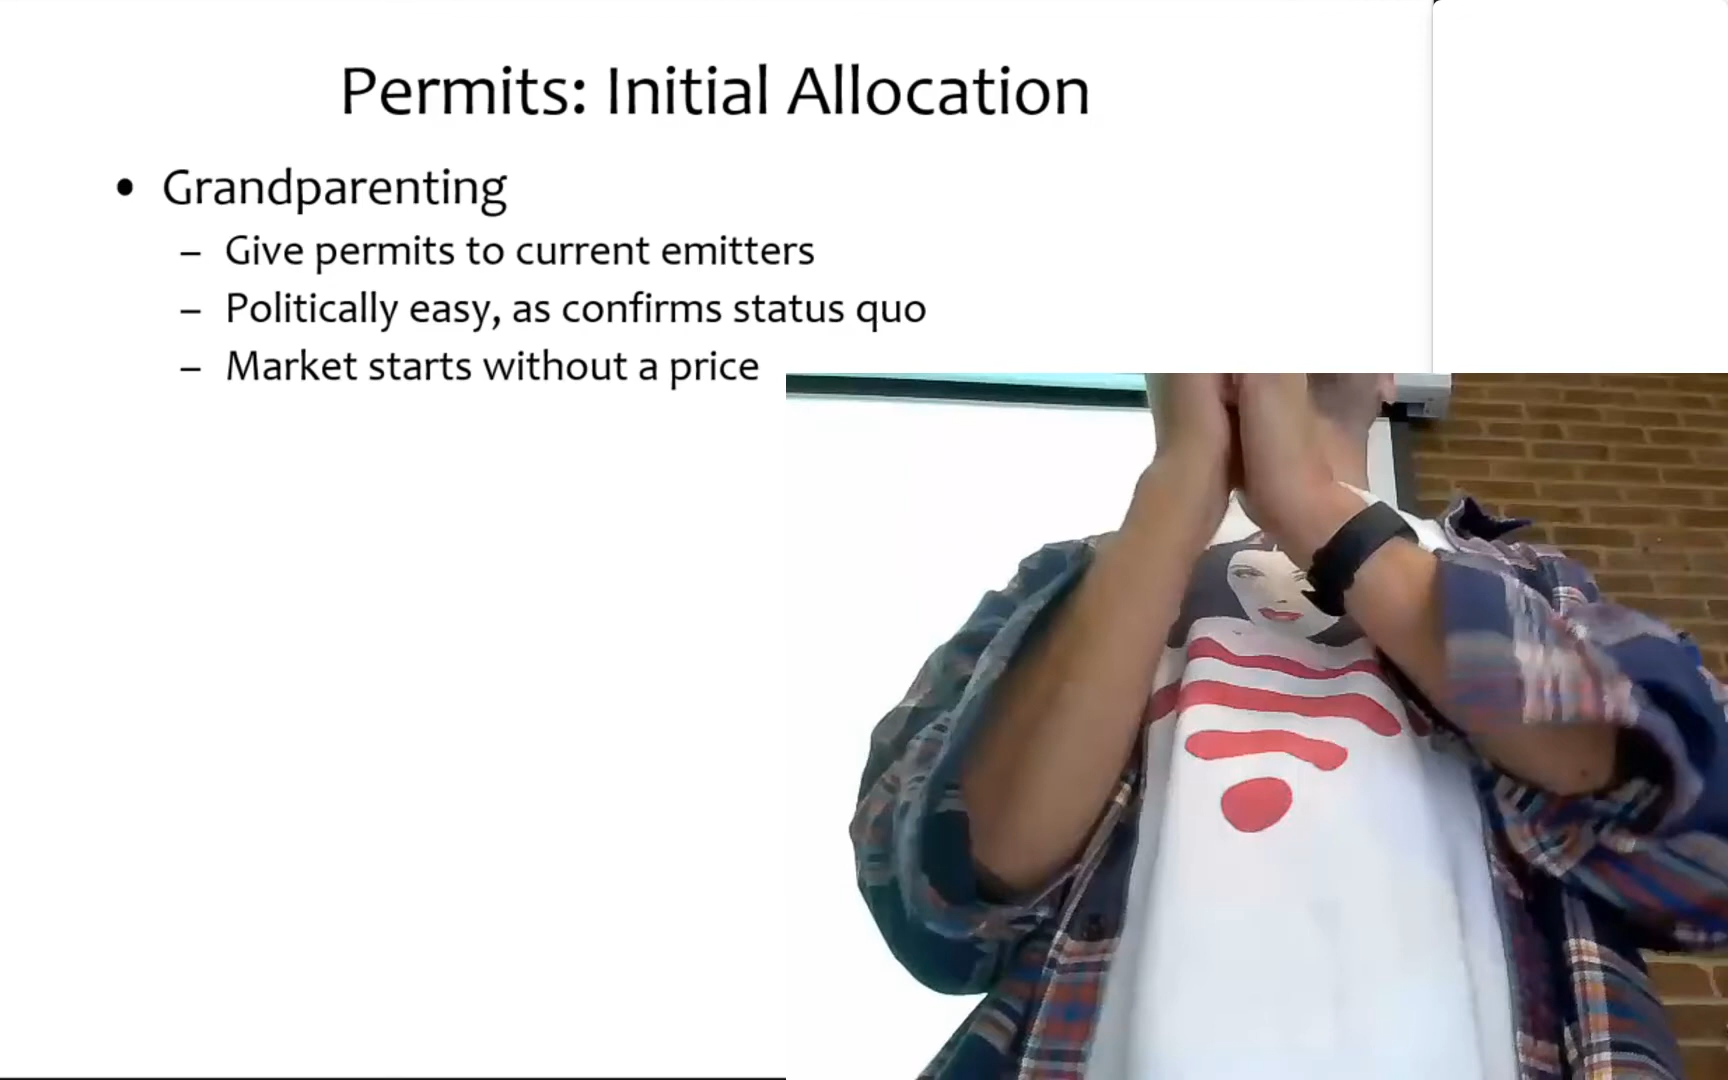 Permits: Initial Allocation
• Grandparenting
– Give permits to current emitters
– Politically easy, as confirms status quo
– Market starts without a price